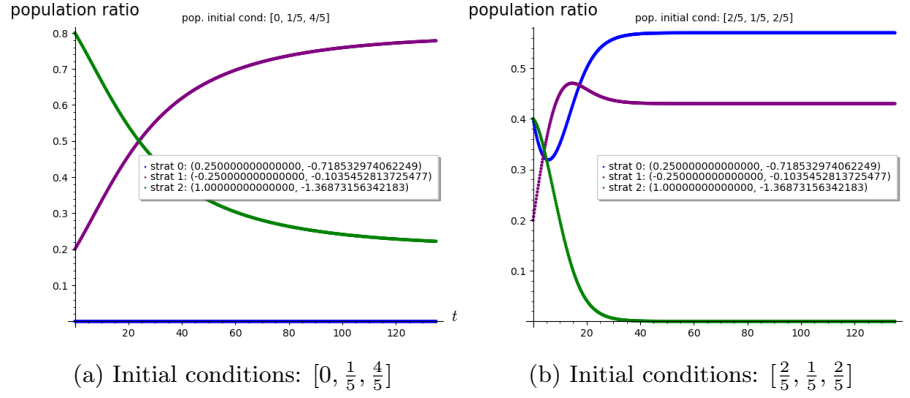 population ratio
pop. initial cond: [0, 1/5, 4/5]
0.8
0.7
0.6
0.5
0.4
0.3
0.2
0.1
strat 0: (0.250000000000000, -0.718532974062249)
strat 1: (-0.250000000000000, -0.1035452813725477)
strat 2: (1.00000000000000, -1.36873156342183)
20 40 60 80 100 120
t
(a) Initial conditions: [0, 1/5, 4/5]
population ratio
pop. initial cond: [2/5, 1/5, 2/5]
0.5
0.4
0.3
0.2
0.1
strat 0: (0.250000000000000, -0.718532974062249)
strat 1: (-0.250000000000000, -0.1035452813725477)
strat 2: (1.00000000000000, -1.36873156342183)
20 40 60 80 100 120
(b) Initial conditions: [2/5, 1/5, 2/5]